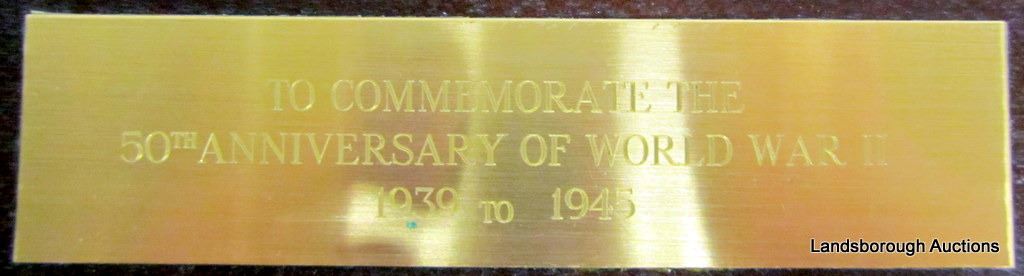 TO COMMEMORATE THE
50TH ANNIVERSARY OF WORLD WAR II
1939 TO 1945
Landsborough Auctions